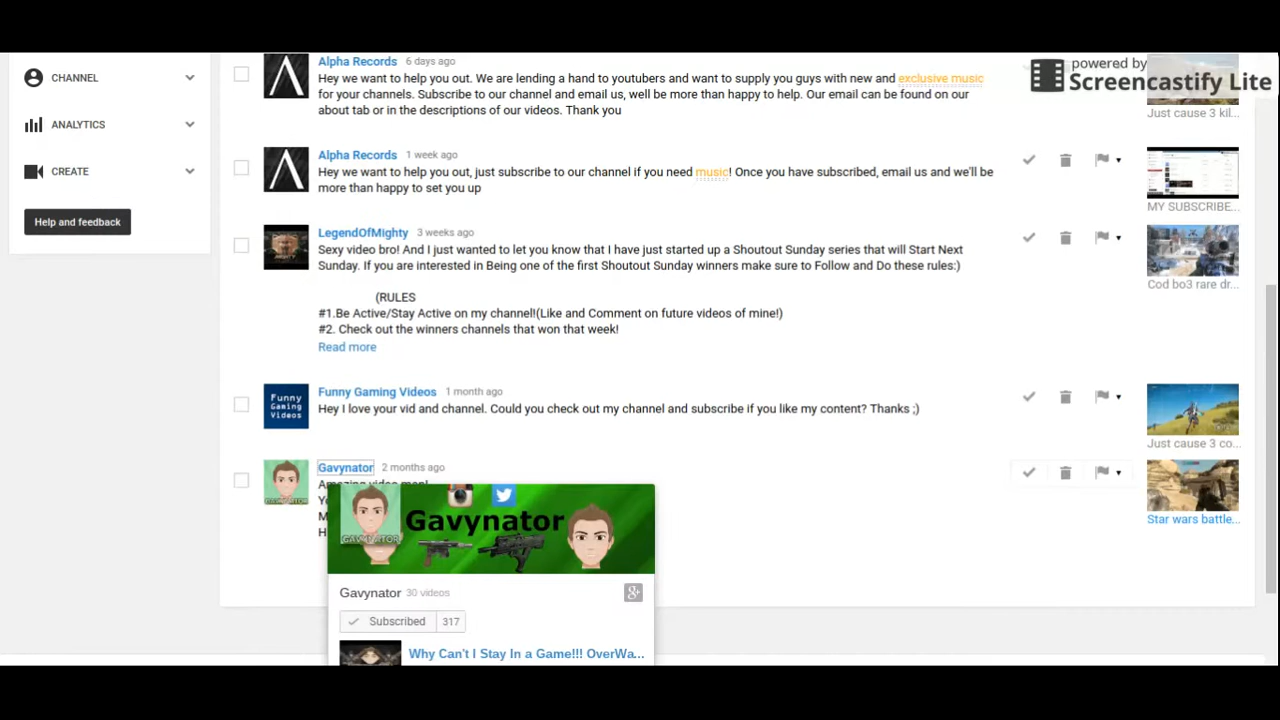 powered by
Screencastify Lite
CHANNEL
ANALYTICS
CREATE
Help and feedback
Alpha Records 6 days ago
Hey we want to help you out. We are lending a hand to youtubers and want to supply you guys with new and exclusive music
for your channels. Subscribe to our channel and email us, well be more than happy to help. Our email can be found on our
about tab or in the descriptions of our videos. Thank you
Just cause 3 kil...
Alpha Records 1 week ago
Hey we want to help you out, just subscribe to our channel if you need music! Once you have subscribed, email us and we'll be
more than happy to set you up
MY SUBSCRIBE...
LegendOfMighty 3 weeks ago
Sexy video bro! And I just wanted to let you know that I have just started up a Shoutout Sunday series that will Start Next
Sunday. If you are interested in Being one of the first Shoutout Sunday winners make sure to Follow and Do these rules:)
(RULES
#1.Be Active/Stay Active on my channel!(Like and Comment on future videos of mine!)
#2. Check out the winners channels that won that week!
Read more
Cod bo3 rare dr...
Funny Gaming Videos 1 month ago
Hey I love your vid and channel. Could you check out my channel and subscribe if you like my content? Thanks ;)
Funny
Gaming
Videos
Just cause 3 co...
Gavynator 2 months ago
Star wars battle...
GAVYNATOR
Gavynator
Gavynator 30 videos
Subscribed 317
Why Can't I Stay In a Game!!! OverWa...